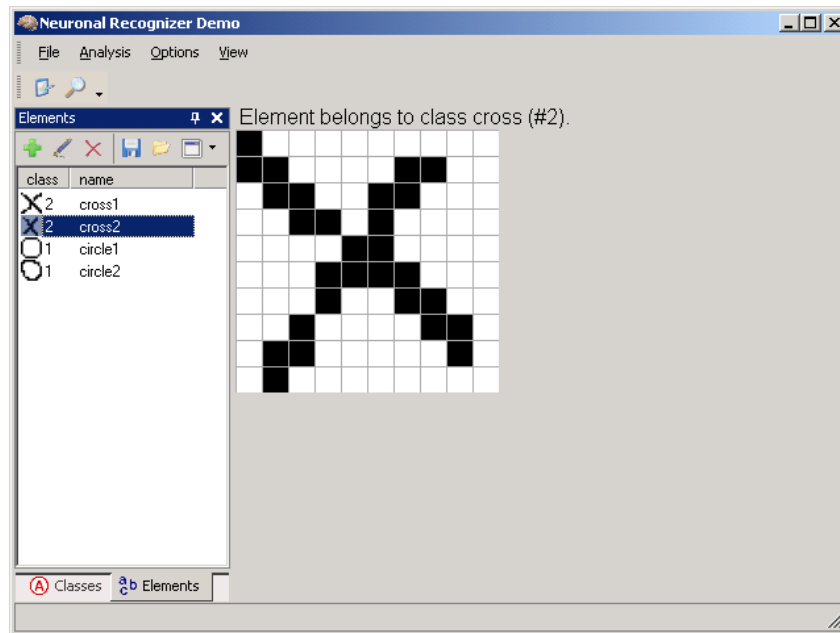 Neuronal Recognizer Demo
File Analysis Options View
Elements
Element belongs to class cross (#2).
class name
2 cross1
2 cross2
1 circle1
1 circle2
A Classes abc Elements